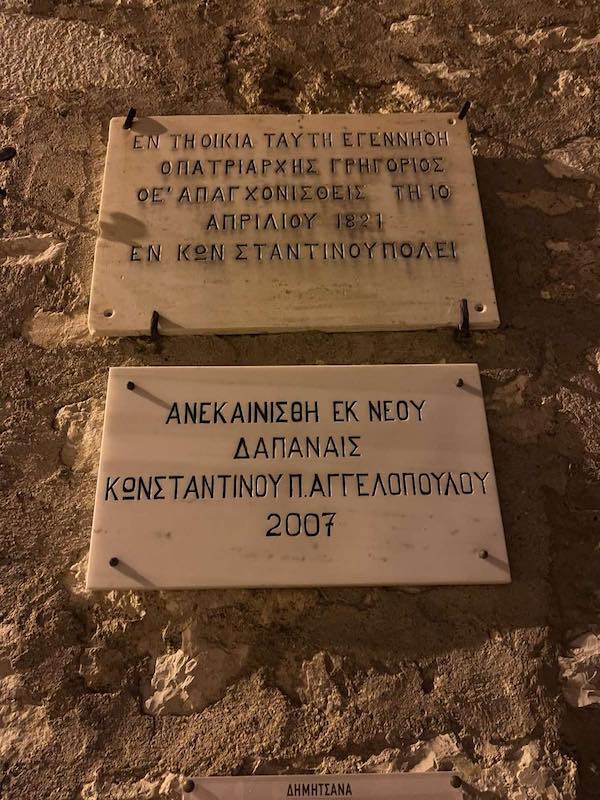 ΕΝ ΤΗ ΟΙΚΙΑ ΤΑΥΤΗ ΕΓΕΝΝΗΘΗ
Ο ΠΑΤΡΙΑΡΧΗΣ ΓΡΗΓΟΡΙΟΣ
Ο Ε' ΑΠΑΓΧΟΝΙΣΘΕΙΣ ΤΗ 10
ΑΠΡΙΛΙΟΥ 1821
ΕΝ ΚΩΝΣΤΑΝΤΙΝΟΥΠΟΛΕΙ
ΑΝΕΚΑΙΝΙΣΘΗ ΕΚ ΝΕΟΥ
ΔΑΠΑΝΑΙΣ
ΚΩΝΣΤΑΝΤΙΝΟΥ Π. ΑΓΓΕΛΟΠΟΥΛΟΥ
2007
ΔΗΜΗΤΣΑΝΑ